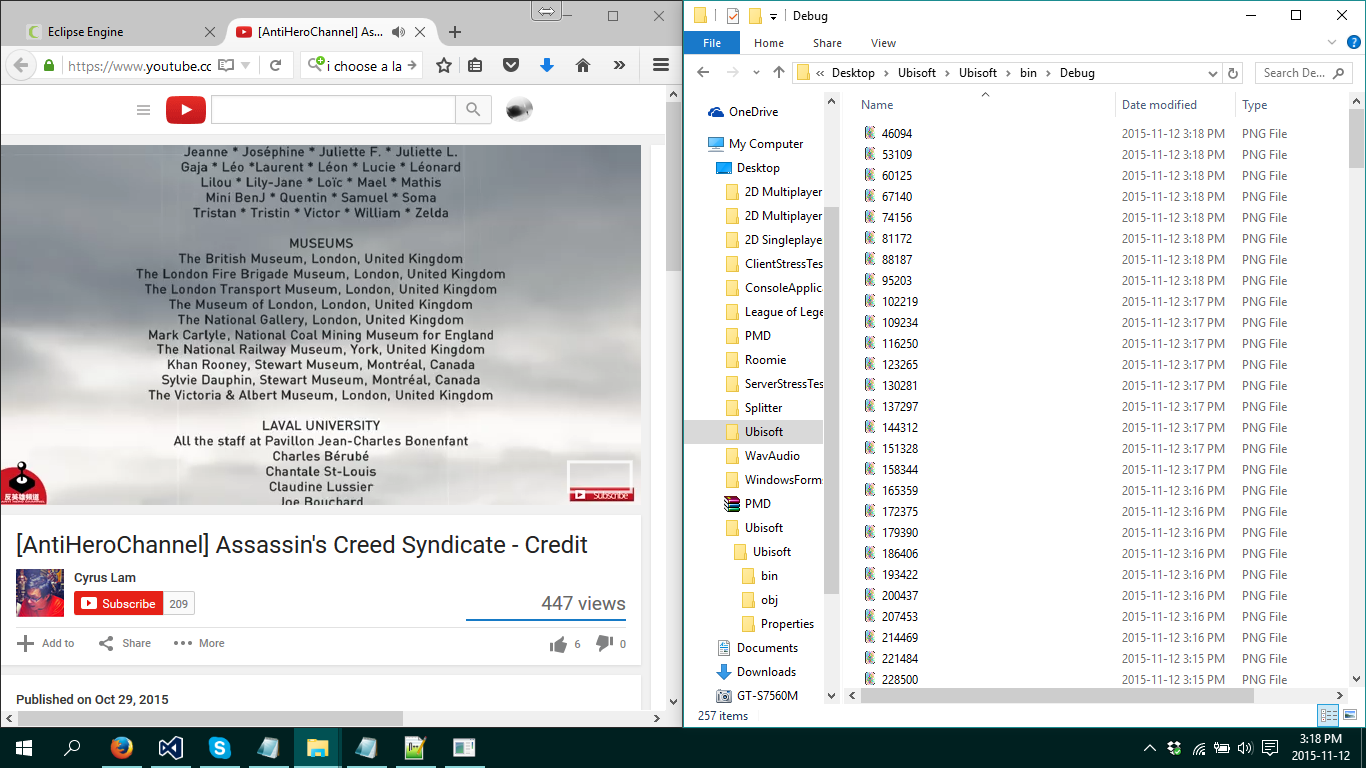 Eclipse Engine
[AntiHeroChannel] As...
https://www.youtube.co
i choose a la
Jeanne * Joséphine * Juliette F. * Juliette L.
Gaja * Léo *Laurent * Léon * Lucie * Léonard
Lilou * Lily-Jane * Loïc * Mael * Mathis
Mini BenJ * Quentin * Samuel * Soma
Tristan * Tristin * Victor * William * Zelda
MUSEUMS
The British Museum, London, United Kingdom
The London Fire Brigade Museum, London, United Kingdom
The London Transport Museum, London, United Kingdom
The Museum of London, London, United Kingdom
The National Gallery, London, United Kingdom
Mark Carlyle, National Coal Mining Museum for England
The National Railway Museum, York, United Kingdom
Khan Rooney, Stewart Museum, Montréal, Canada
Sylvie Dauphin, Stewart Museum, Montréal, Canada
The Victoria & Albert Museum, London, United Kingdom
LAVAL UNIVERSITY
All the staff at Pavillon Jean-Charles Bonenfant
Charles Bérubé
Chantale St-Louis
Claudine Lussier
Joe Bouchard
反英雄頻道
Subscribe
[AntiHeroChannel] Assassin's Creed Syndicate - Credit
Cyrus Lam
Subscribe 209
447 views
Add to Share More 6 0
Published on Oct 29, 2015
Debug
File Home Share View
« Desktop > Ubisoft > Ubisoft > bin > Debug
Search De...
OneDrive
My Computer
Desktop
2D Multiplayer
2D Multiplayer
2D Singleplaye
ClientStressTes
ConsoleApplica
League of Lege
PMD
Roomie
ServerStressTes
Splitter
Ubisoft
WavAudio
WindowsForm
PMD
Ubisoft
Ubisoft
bin
obj
Properties
Documents
Downloads
GT-S7560M
Name Date modified Type
46094 2015-11-12 3:18 PM PNG File
53109 2015-11-12 3:18 PM PNG File
60125 2015-11-12 3:18 PM PNG File
67140 2015-11-12 3:18 PM PNG File
74156 2015-11-12 3:18 PM PNG File
81172 2015-11-12 3:18 PM PNG File
88187 2015-11-12 3:18 PM PNG File
95203 2015-11-12 3:18 PM PNG File
102219 2015-11-12 3:17 PM PNG File
109234 2015-11-12 3:17 PM PNG File
116250 2015-11-12 3:17 PM PNG File
123265 2015-11-12 3:17 PM PNG File
130281 2015-11-12 3:17 PM PNG File
137297 2015-11-12 3:17 PM PNG File
144312 2015-11-12 3:17 PM PNG File
151328 2015-11-12 3:17 PM PNG File
158344 2015-11-12 3:17 PM PNG File
165359 2015-11-12 3:16 PM PNG File
172375 2015-11-12 3:16 PM PNG File
179390 2015-11-12 3:16 PM PNG File
186406 2015-11-12 3:16 PM PNG File
193422 2015-11-12 3:16 PM PNG File
200437 2015-11-12 3:16 PM PNG File
207453 2015-11-12 3:16 PM PNG File
214469 2015-11-12 3:16 PM PNG File
221484 2015-11-12 3:15 PM PNG File
228500 2015-11-12 3:15 PM PNG File
257 items
3:18 PM
2015-11-12